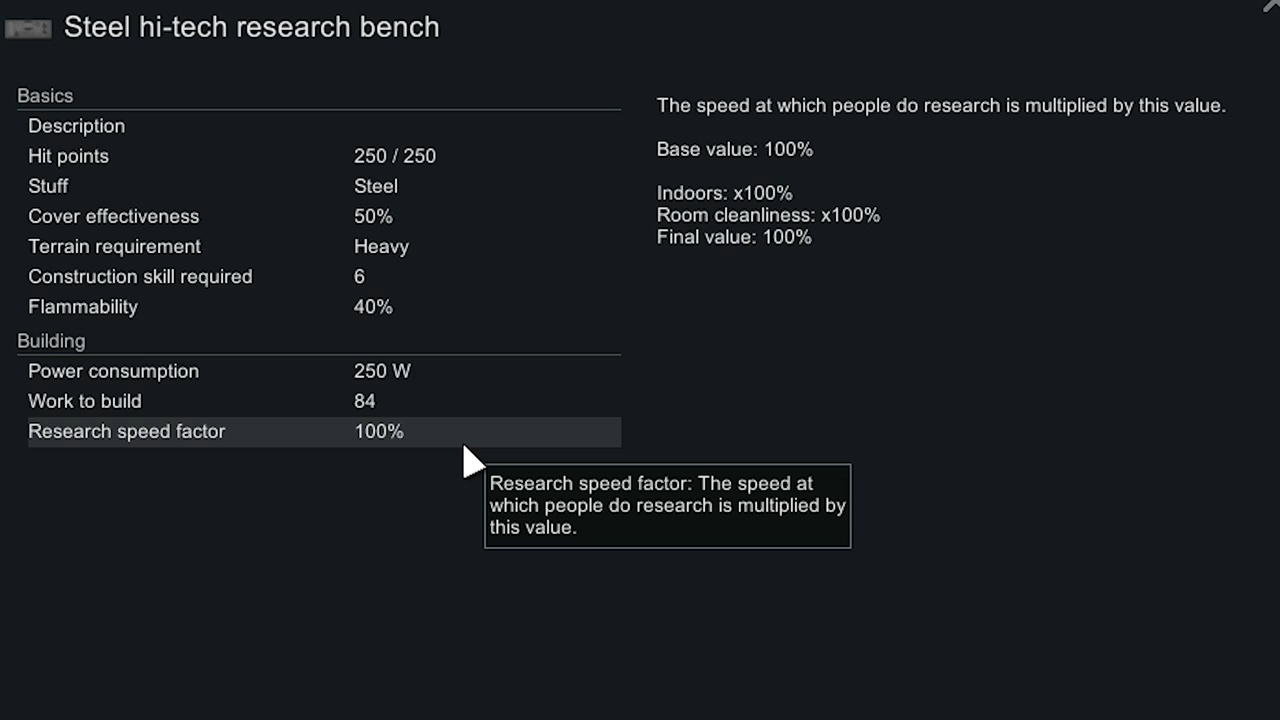 Steel hi-tech research bench
Basics
Description
Hit points 250 / 250
Stuff Steel
Cover effectiveness 50%
Terrain requirement Heavy
Construction skill required 6
Flammability 40%
Building
Power consumption 250 W
Work to build 84
Research speed factor 100%
The speed at which people do research is multiplied by this value.
Base value: 100%
Indoors: x100%
Room cleanliness: x100%
Final value: 100%
Research speed factor: The speed at
which people do research is multiplied by
this value.